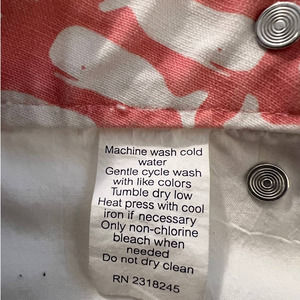 Machine wash cold
water
Gentle cycle wash
with like colors
Tumble dry low
Heat press with cool
iron if necessary
Only non-chlorine
bleach when
needed
Do not dry clean
RN 2318245